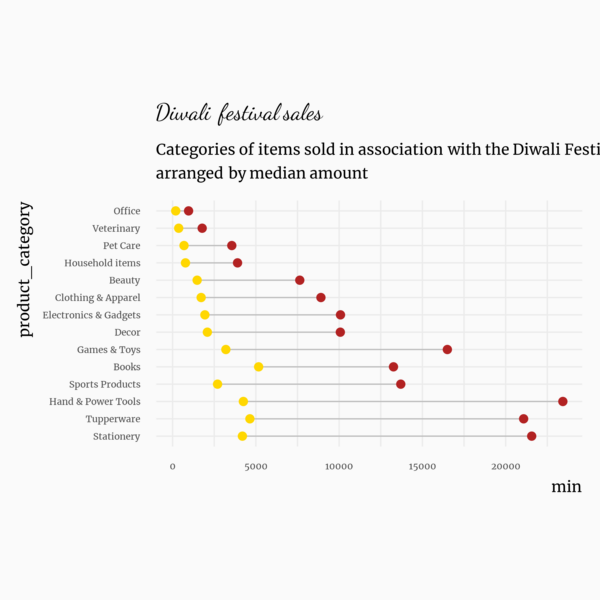 Diwali festival sales
Categories of items sold in association with the Diwali Festi
arranged by median amount
product_category
Office
Veterinary
Pet Care
Household items
Beauty
Clothing & Apparel
Electronics & Gadgets
Decor
Games & Toys
Books
Sports Products
Hand & Power Tools
Tupperware
Stationery
0 5000 10000 15000 20000
min